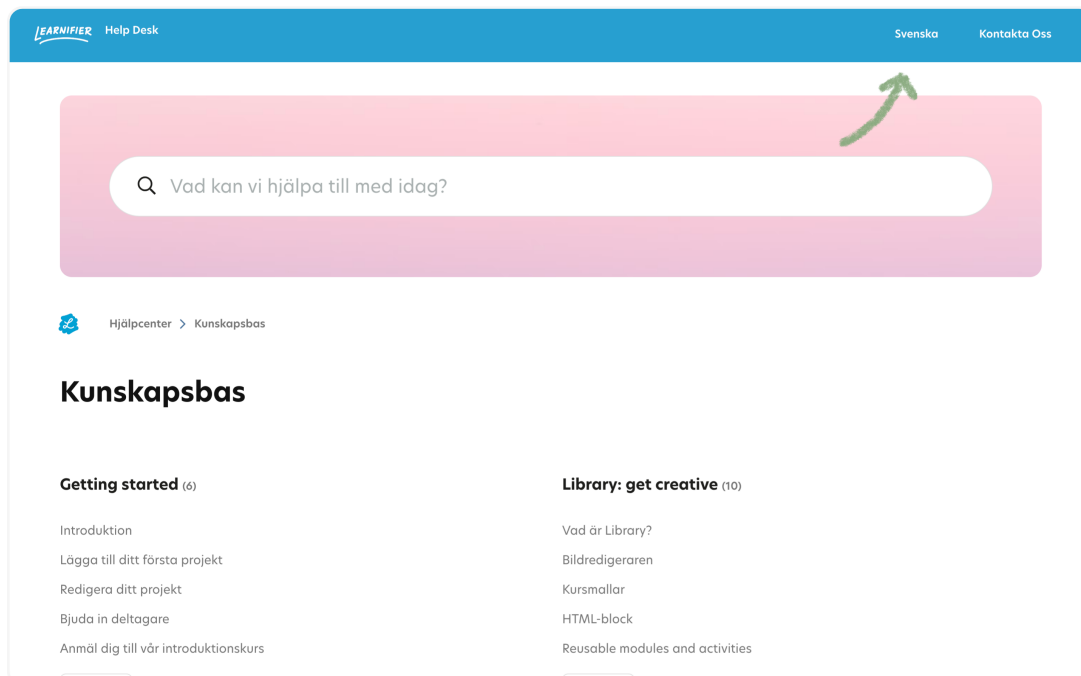 LEARNIFIER Help Desk Svenska Kontakta Oss
Vad kan vi hjälpa till med idag?
Hjälpcenter > Kunskapsbas
Kunskapsbas
Getting started (6)
Introduktion
Lägga till ditt första projekt
Redigera ditt projekt
Bjuda in deltagare
Anmäl dig till vår introduktionskurs
Library: get creative (10)
Vad är Library?
Bildredigeraren
Kursmallar
HTML-block
Reusable modules and activities